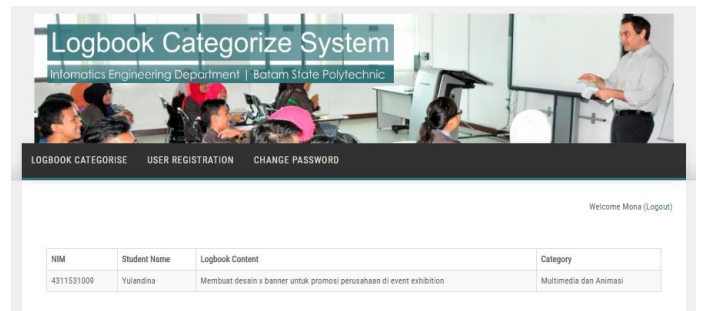 Logbook Categorize System
Infomatics Engineering Department | Batam State Polytechnic
LOGBOOK CATEGORISE USER REGISTRATION CHANGE PASSWORD
Welcome Mona (Logout)
NIM Student Name Logbook Content Category
4311531009 Yulandina Membuat desain x banner untuk promosi perusahaan di event exhibition Multimedia dan Animasi